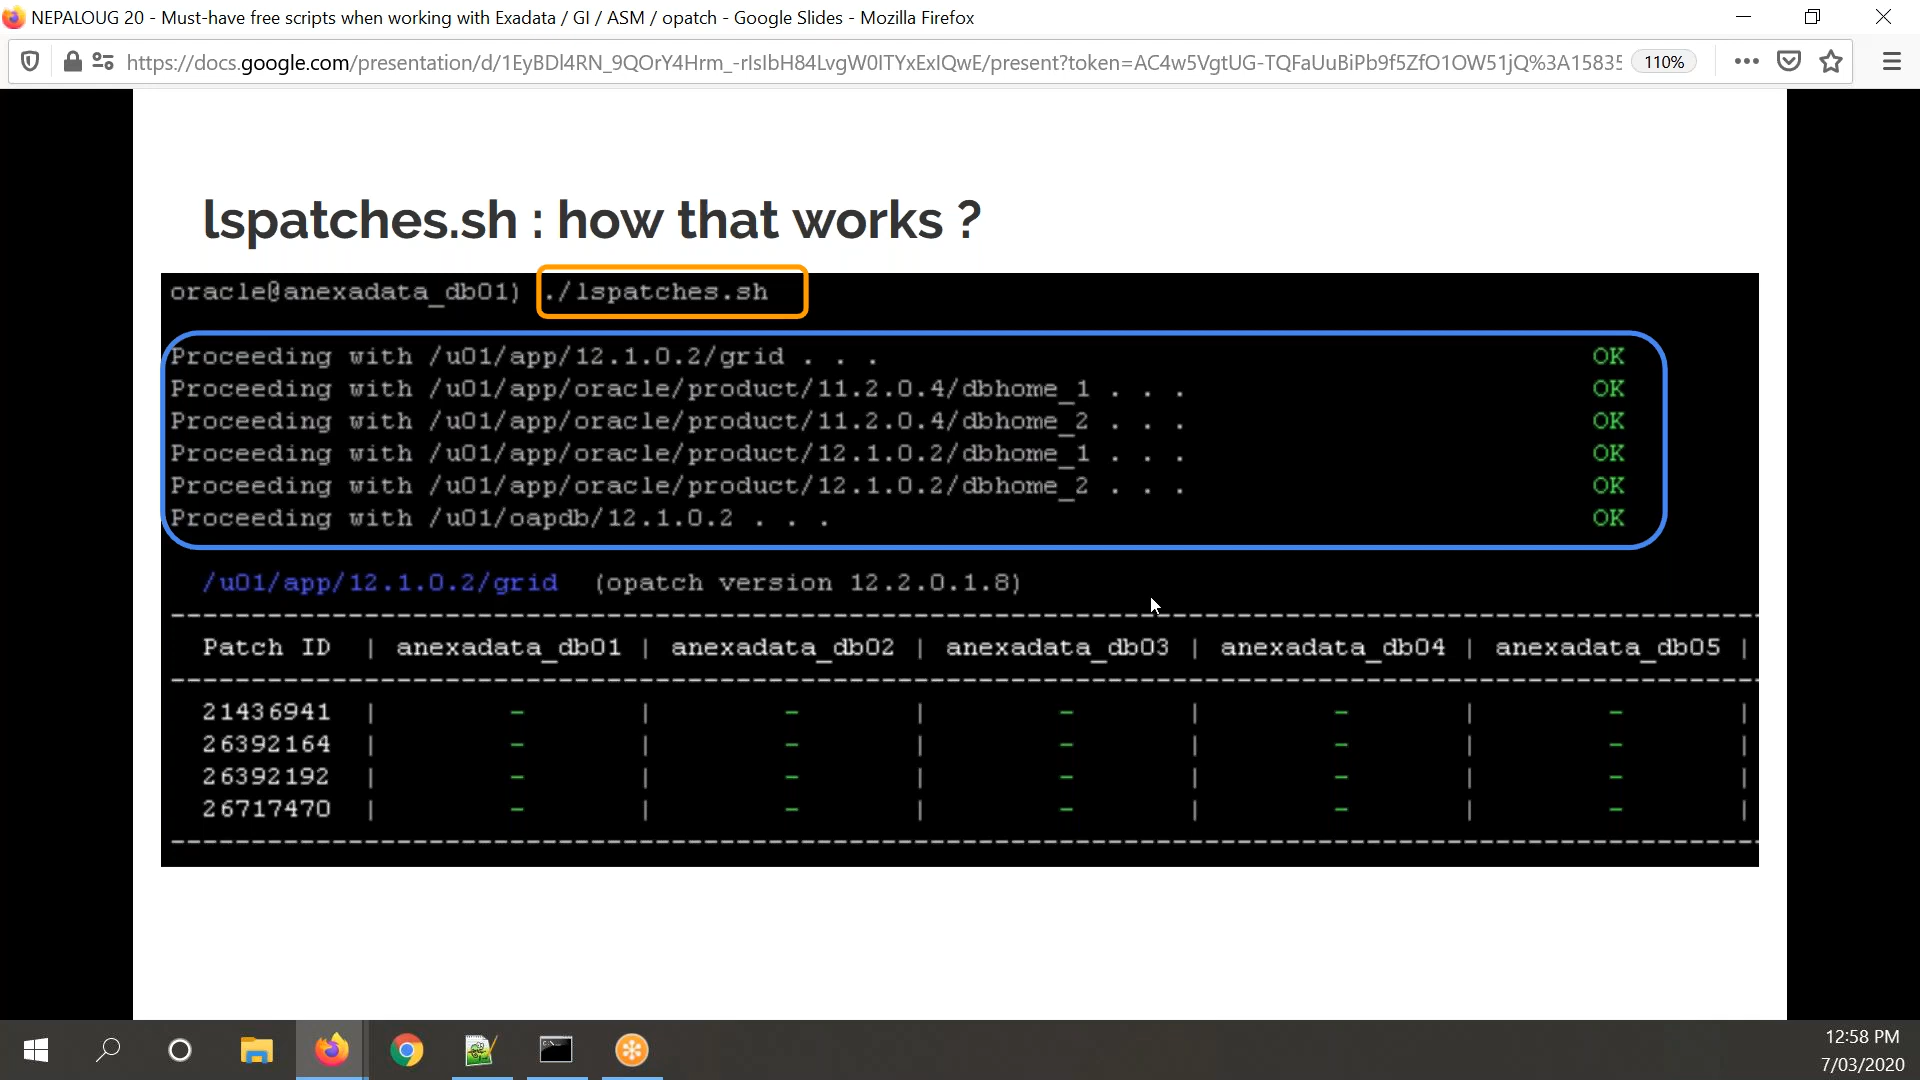 NEPALOUG 20 - Must-have free scripts when working with Exadata / GI / ASM / opatch - Google Slides - Mozilla Firefox
https://docs.google.com/presentation/d/1EyBDl4RN_9QOrY4Hrm_-rIsIbH84LvgW0ITYxExIQwE/present?token=AC4w5VgtUG-TQFaUuBiPb9f5ZfO1OW51jQ%3A15835 110%
lspatches.sh : how that works ?
oracle@anexadata_db01) ./lspatches.sh
Proceeding with /u01/app/12.1.0.2/grid . . . OK
Proceeding with /u01/app/oracle/product/11.2.0.4/dbhome_1 . . . OK
Proceeding with /u01/app/oracle/product/11.2.0.4/dbhome_2 . . . OK
Proceeding with /u01/app/oracle/product/12.1.0.2/dbhome_1 . . . OK
Proceeding with /u01/app/oracle/product/12.1.0.2/dbhome_2 . . . OK
Proceeding with /u01/oapdb/12.1.0.2 . . . OK
/u01/app/12.1.0.2/grid (opatch version 12.2.0.1.8)
Patch ID | anexadata_db01 | anexadata_db02 | anexadata_db03 | anexadata_db04 | anexadata_db05 |
21436941 | - | - | - | - | - |
26392164 | - | - | - | - | - |
26392192 | - | - | - | - | - |
26717470 | - | - | - | - | - |
12:58 PM
7/03/2020